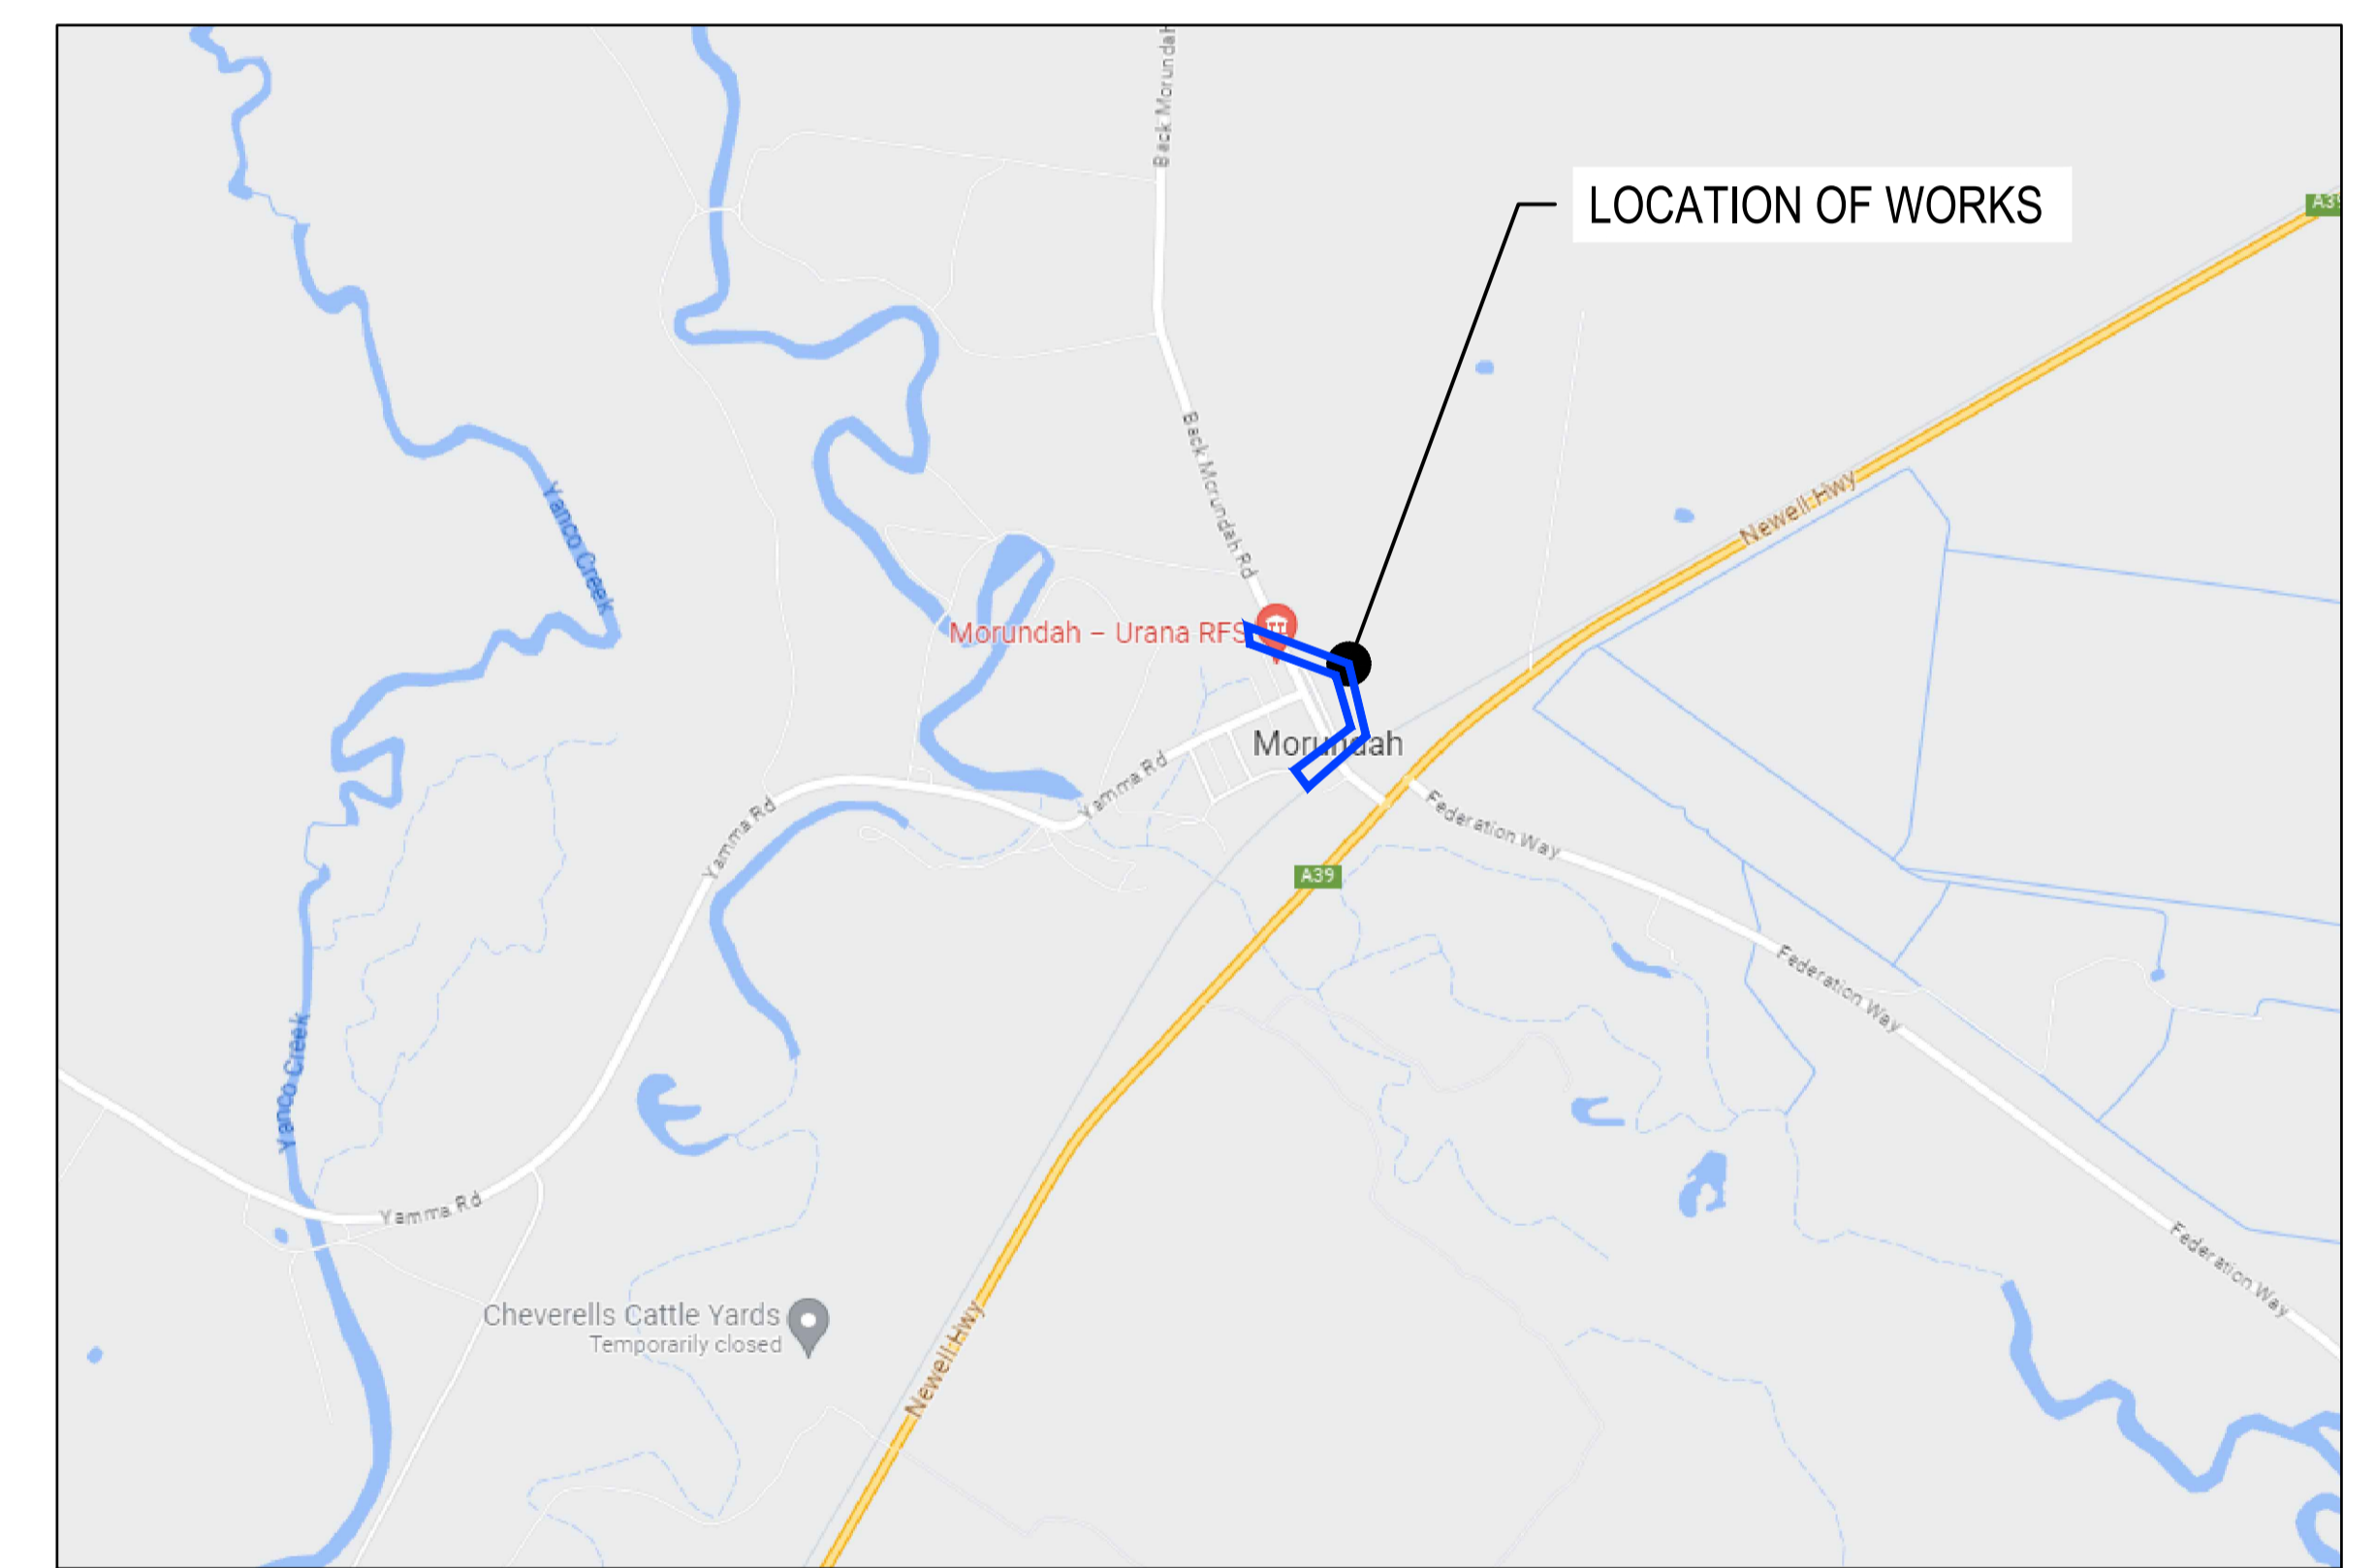 Back Morundah
LOCATION OF WORKS
A39
Back Morundah Rd
Newell Hwy
Yanco Creek
Morundah – Urana RFS
Morundah
Yamma Rd
Yamma Rd
Federation Way
A39
Federation Way
Yanco Creek
Yamma Rd
Federation Way
Cheverells Cattle Yards
Temporarily closed
Newell Hwy